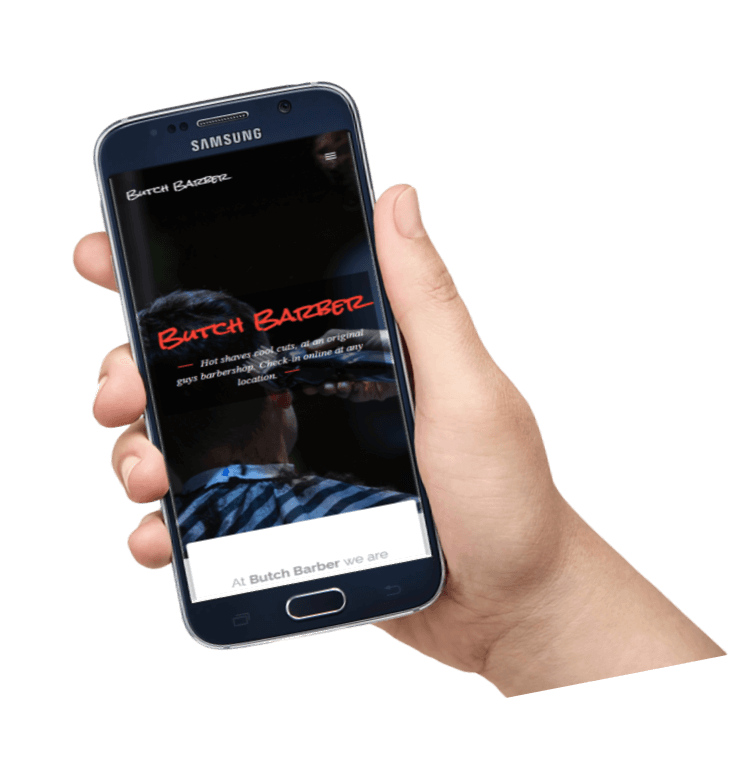 SAMSUNG
Butch Barber
Butch Barber
Hot shaves cool cuts, at an original
guys barbershop. Check-in online at any
location.
At Butch Barber we are